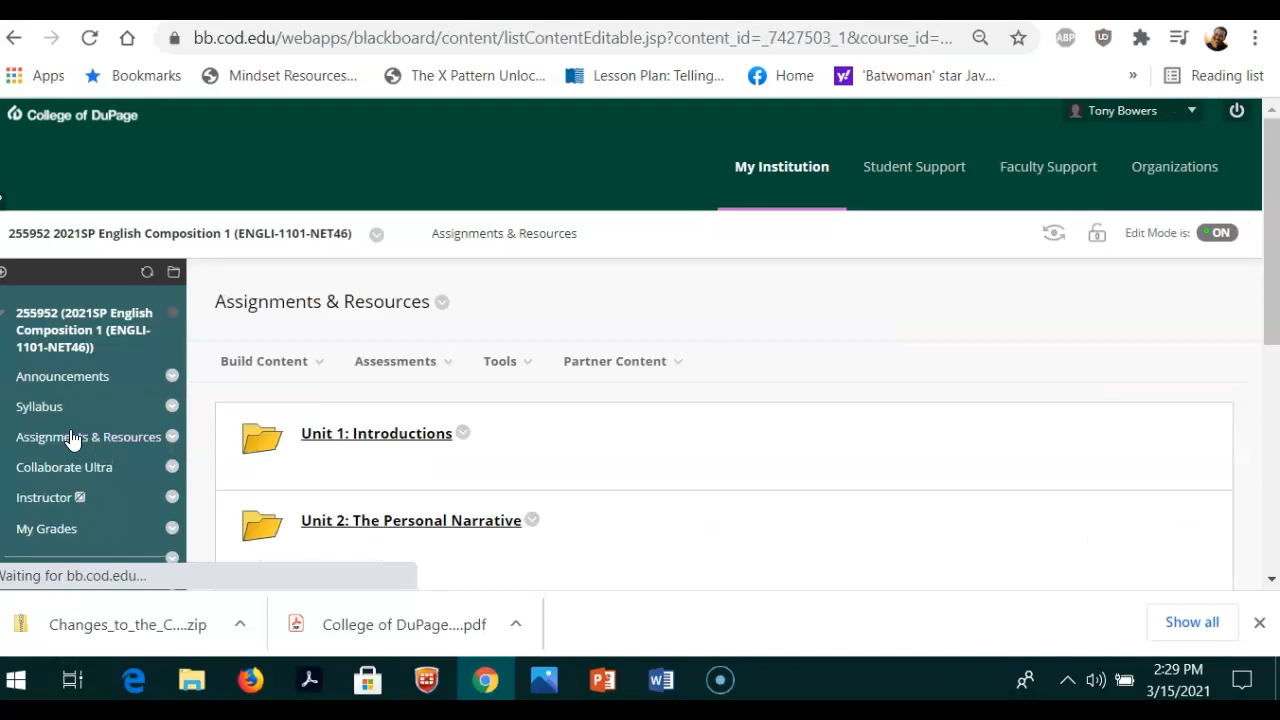 bb.cod.edu/webapps/blackboard/content/listContentEditable.jsp?content_id=_7427503_1&course_id=...
ABP
Apps
Bookmarks
Mindset Resources...
The X Pattern Unloc...
Lesson Plan: Telling...
Home
'Batwoman' star Jav...
»
Reading list
College of DuPage
Tony Bowers
My Institution
Student Support
Faculty Support
Organizations
255952 2021SP English Composition 1 (ENGLI-1101-NET46)
Assignments & Resources
Edit Mode is:
ON
255952 (2021SP English
Composition 1 (ENGLI-
1101-NET46))
Announcements
Syllabus
Assignments & Resources
Collaborate Ultra
Instructor
My Grades
Assignments & Resources
Build Content
Assessments
Tools
Partner Content
Unit 1: Introductions
Unit 2: The Personal Narrative
Waiting for bb.cod.edu...
Changes_to_the_C....zip
College of DuPage....pdf
Show all
2:29 PM
3/15/2021